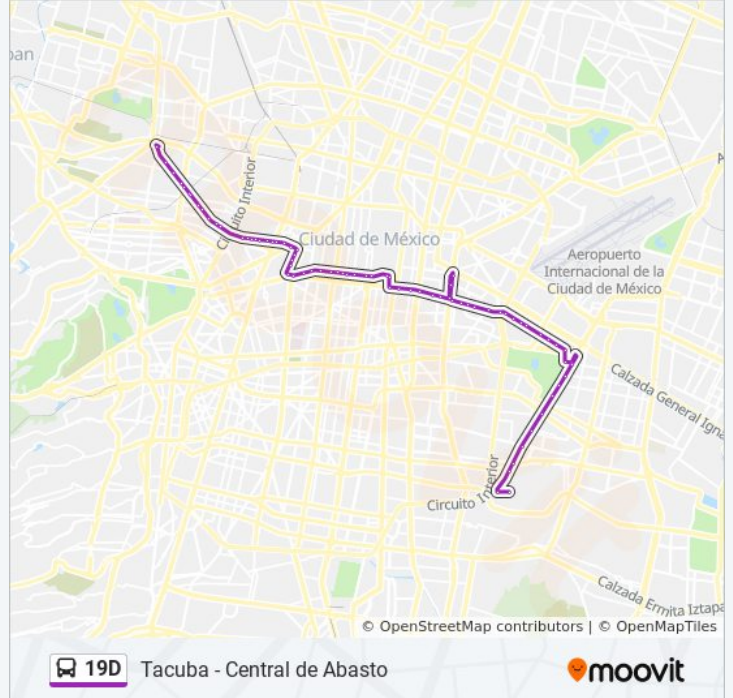 pan
Circuito Interior
Ciudad de México
Aeropuerto
Internacional de la
Ciudad de México
Calzada General Igna
Circuito Interior
Calzada Ermita Iztapa
© OpenStreetMap contributors | © OpenMapTiles
19D Tacuba - Central de Abasto
moovit